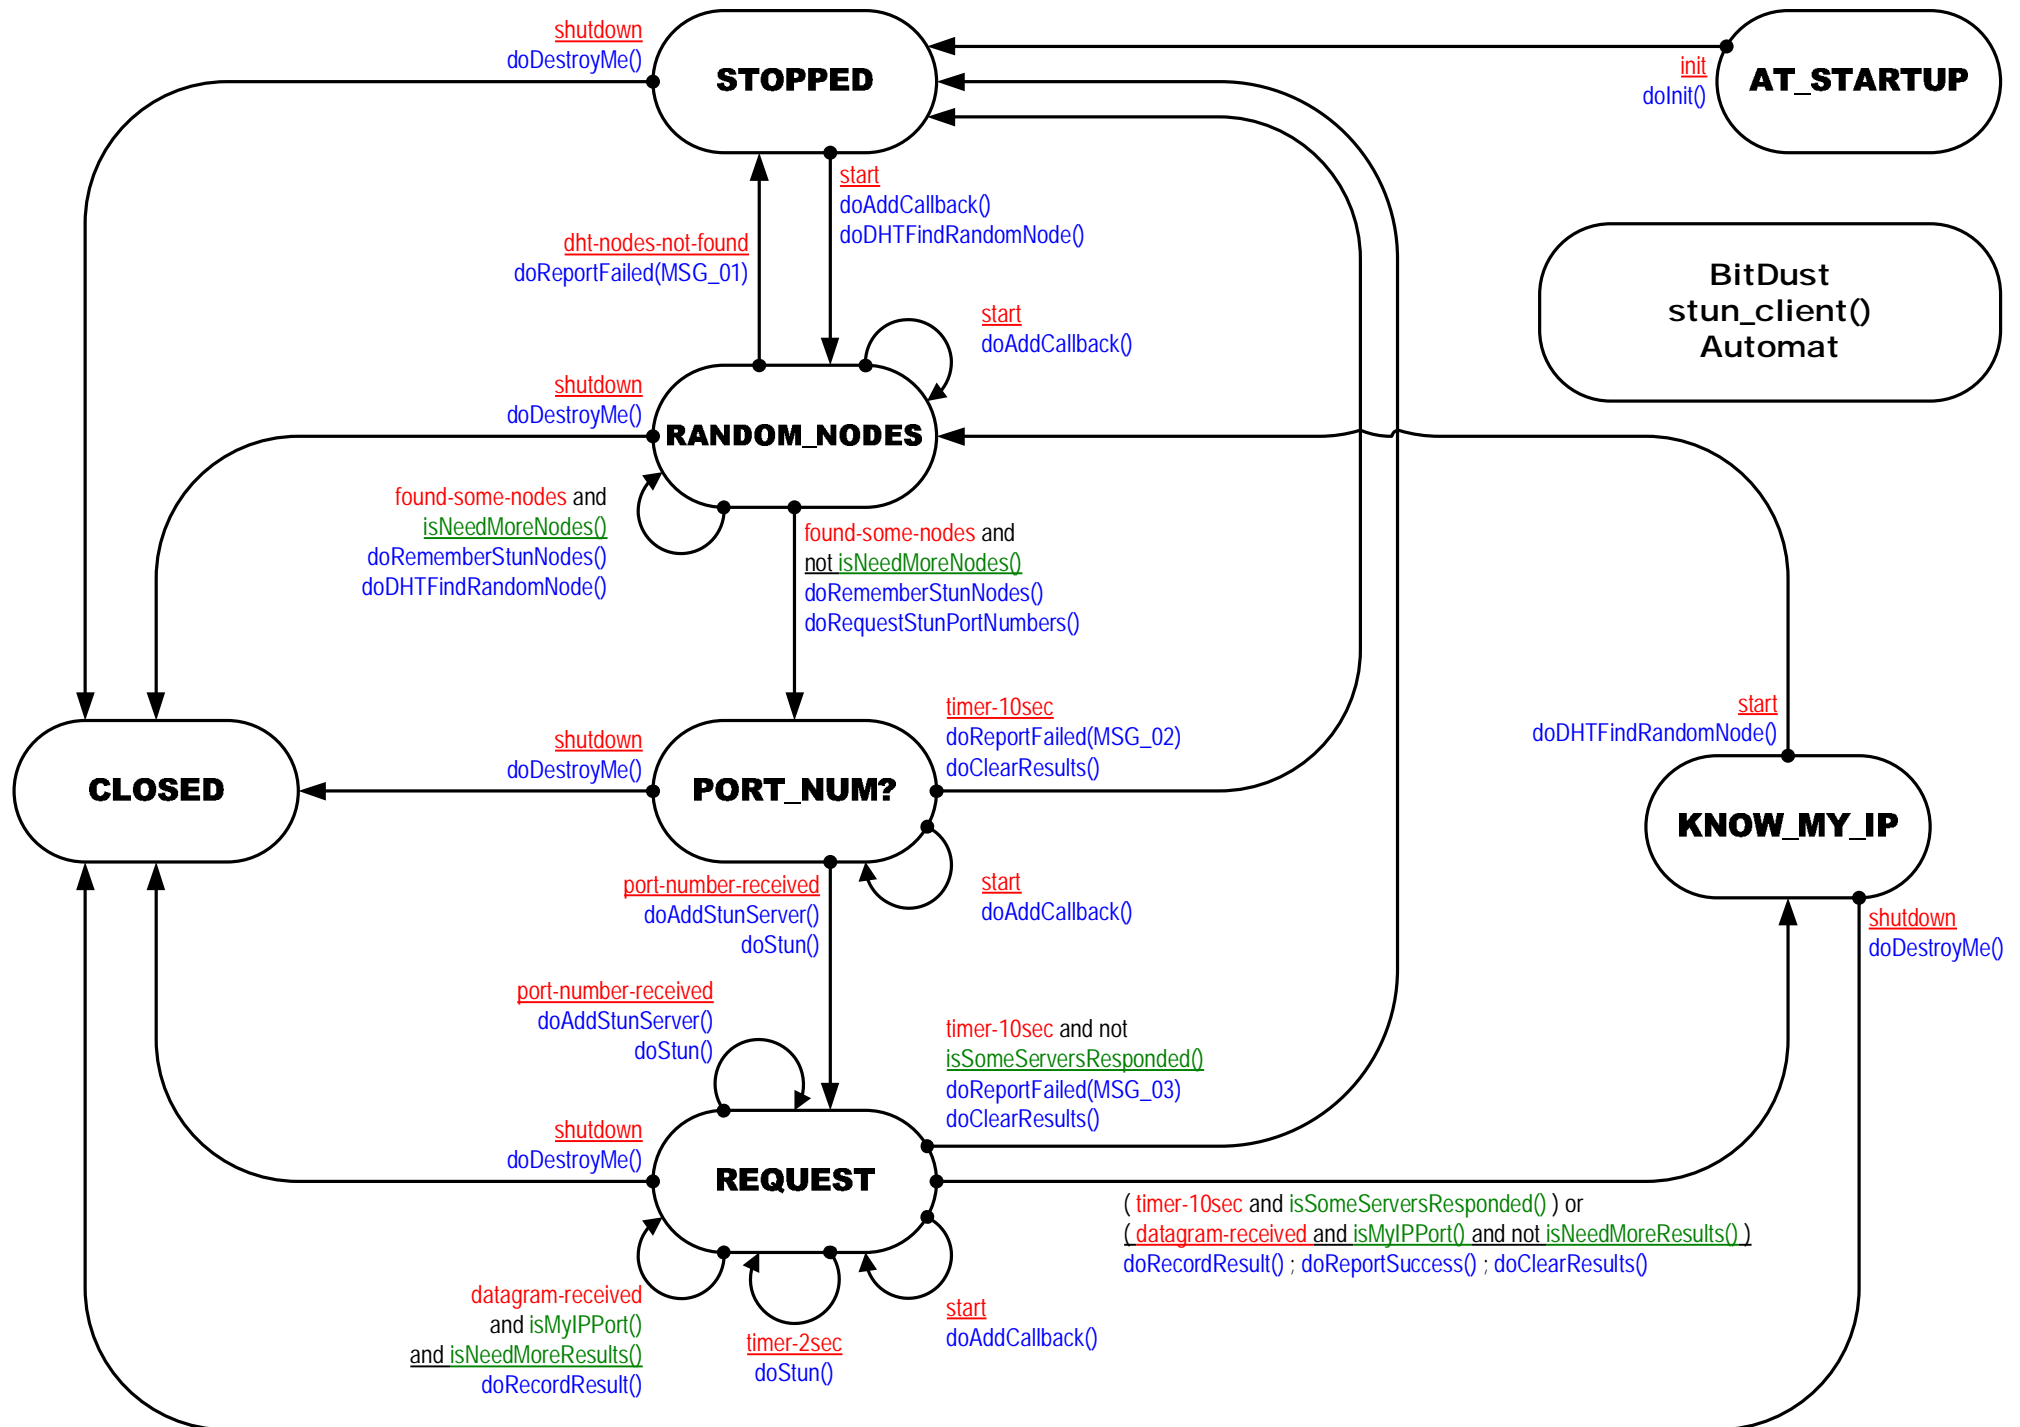 shutdown
doDestroyMe()
STOPPED
init
doInit()
AT_STARTUP
start
doAddCallback()
doDHTFindRandomNode()
dht-nodes-not-found
doReportFailed(MSG_01)
BitDust
stun_client()
Automat
start
doAddCallback()
shutdown
doDestroyMe()
RANDOM_NODES
found-some-nodes and
isNeedMoreNodes()
doRememberStunNodes()
doDHTFindRandomNode()
found-some-nodes and
not isNeedMoreNodes()
doRememberStunNodes()
doRequestStunPortNumbers()
timer-10sec
doReportFailed(MSG_02)
doClearResults()
start
doDHTFindRandomNode()
shutdown
doDestroyMe()
CLOSED
PORT_NUM?
KNOW_MY_IP
port-number-received
doAddStunServer()
doStun()
start
doAddCallback()
shutdown
doDestroyMe()
port-number-received
doAddStunServer()
doStun()
timer-10sec and not
isSomeServersResponded()
doReportFailed(MSG_03)
doClearResults()
shutdown
doDestroyMe()
REQUEST
( timer-10sec and isSomeServersResponded() ) or
( datagram-received and isMyIPPort() and not isNeedMoreResults() )
doRecordResult() ; doReportSuccess() ; doClearResults()
datagram-received
and isMyIPPort()
and isNeedMoreResults()
doRecordResult()
timer-2sec
doStun()
start
doAddCallback()